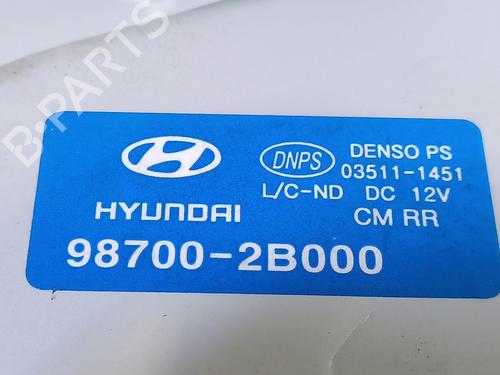 B-PARTS
DNPS
DENSO PS
03511-1451
L/C-ND DC 12V
HYUNDAI
CM RR
98700-2B000